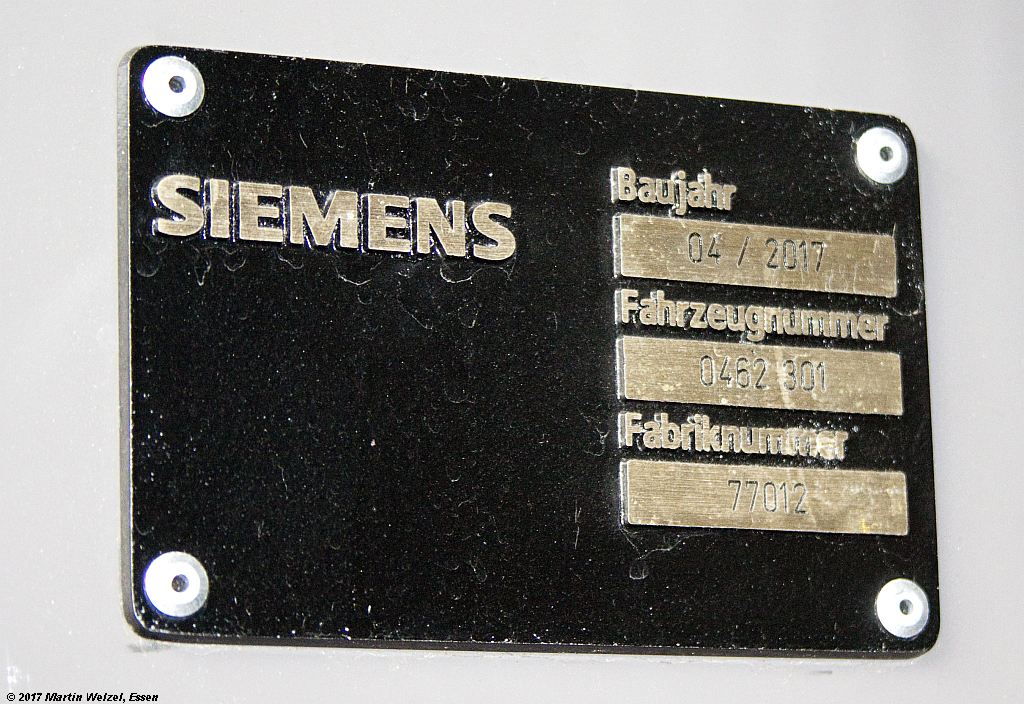 SIEMENS
Baujahr
04 / 2017
Fahrzeugnummer
0462 301
Fabriknummer
77012
© 2017 Martin Welzel, Essen